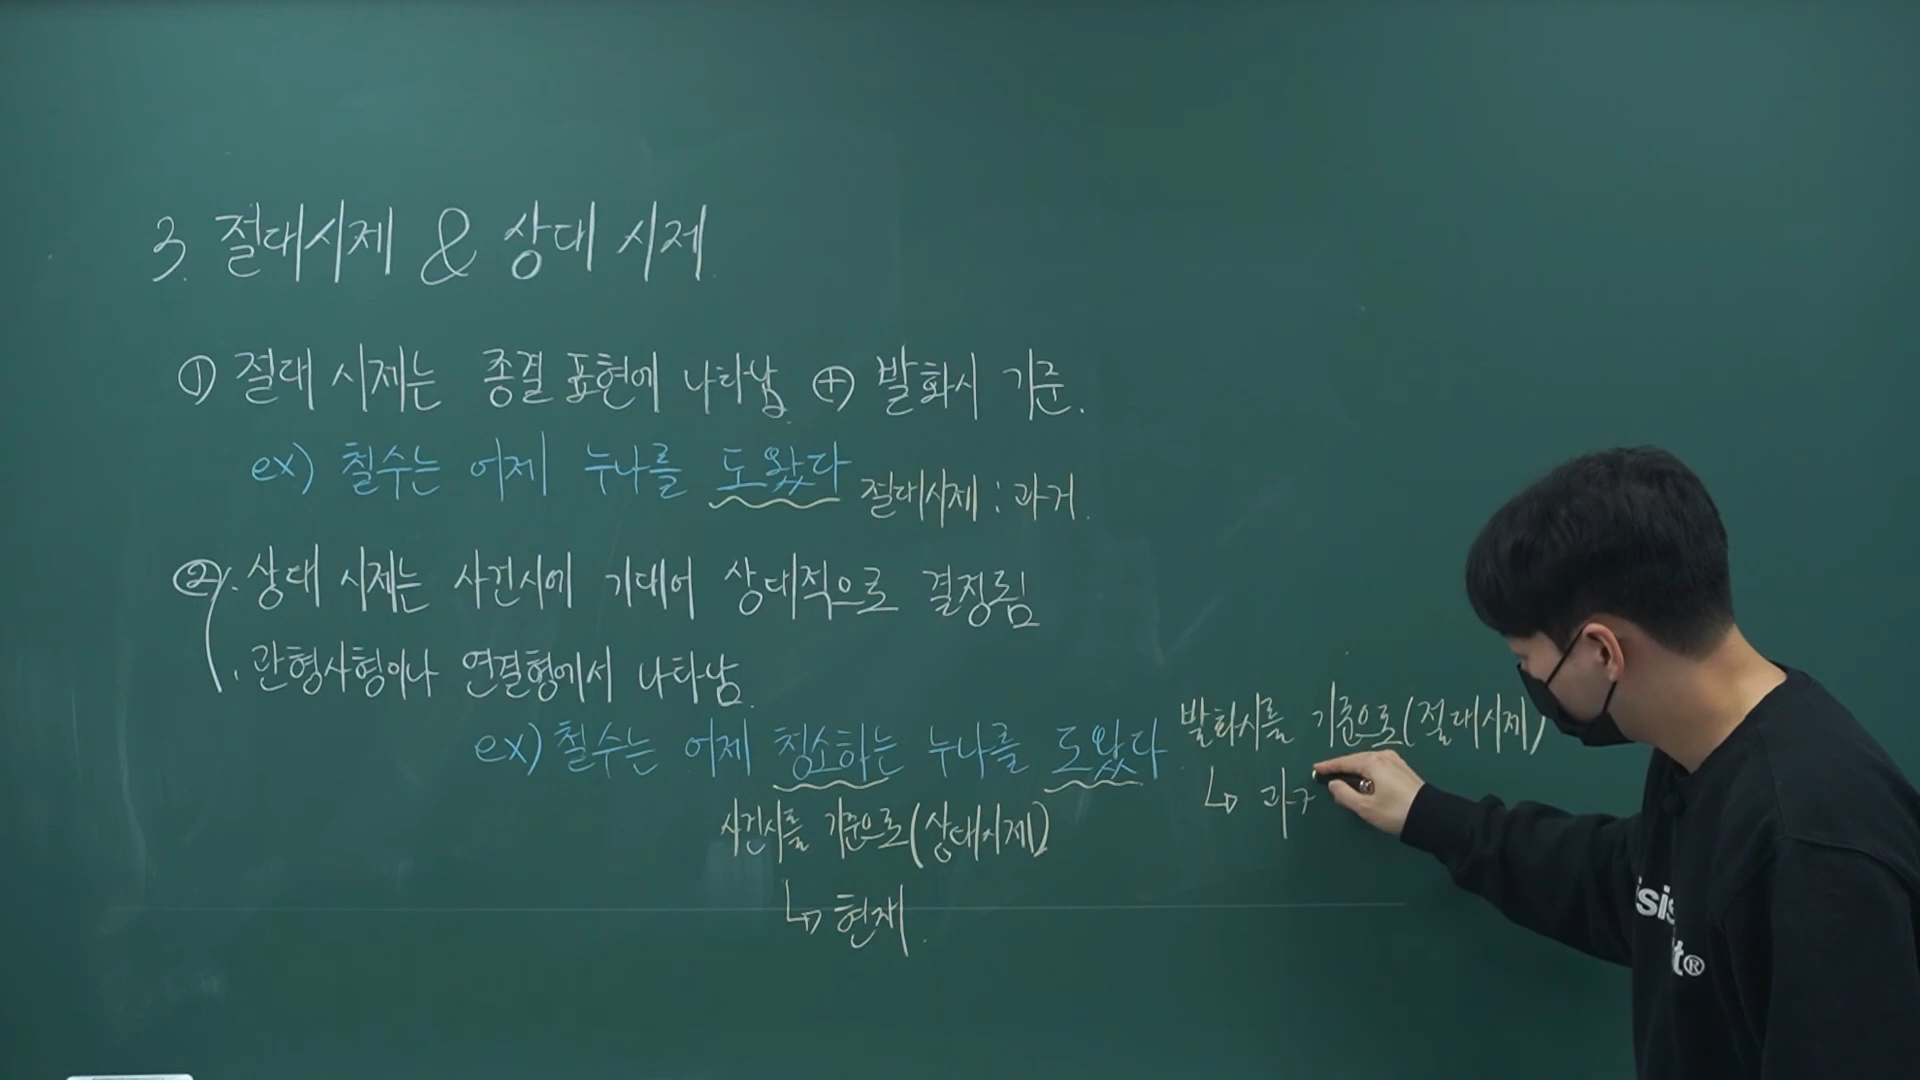 3. 절대시제 & 상대 시제
① 절대 시제는 종결 표현에 나타남 ⊕ 발화시 기준.
ex) 철수는 어제 누나를 도왔다 절대시제 : 과거.
②. 상대 시제는 사건시에 기대어 상대적으로 결정됨
. 관형사형이나 연결형에서 나타남.
ex) 철수는 어제 청소하는 누나를 도왔다. 발화시를 기준으로(절대시제)
↳ 과거
사건시를 기준으로(상대시제)
↳ 현재.